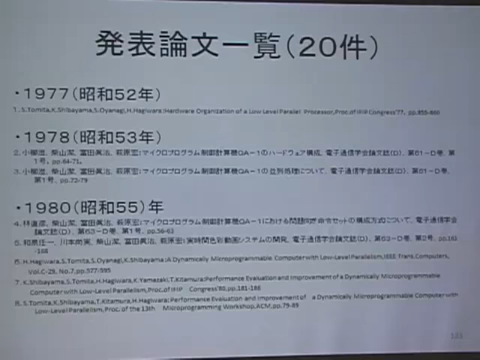 発表論文一覧(20件)
・1977(昭和52年)
1. S.Tomita,K.Shibayama,S.Oyanagi,H.Hagiwara:Hardware Organization of a Low Level Parallel Processor,Proc.of IFIP Congress'77, pp.855-860
・1978(昭和53年)
2. 小柳滋、柴山潔、富田眞治、萩原宏:マイクロプログラム制御計算機QA-1のハードウェア構成、電子通信学会論文誌(D)、第61-D巻、第
1号、pp.64-71、
3. 小柳滋、柴山潔、富田眞治、萩原宏:マイクロプログラム制御計算機QA-1の並列処理について、電子通信学会論文誌(D)、第61-D巻、
第1号、pp.72-79
・1980(昭和55)年
4. 柴山潔、富田眞治、萩原宏:マイクロプログラム制御計算機QA-1における問題向き命令セットの構成方式について、電子通信学会
論文誌(D)、第63-D巻、第1号、pp.56-63
5. 一、川本尚実、柴山潔、富田眞治、萩原宏:実時間色彩動画システムの開発、電子通信学会論文誌(D)、第63-D巻、第2号、pp.181
-188
6. H.Hagiwara,S.Tomita,S.Oyanagi,K.Shibayama:A Dynamically Microprogrammable Computer with Low-Level Parallelism,IEEE Trans.Computers,
Vol.C-29, No.7,pp.577-595
7. K.Shibayama,S.Tomita,H.Hagiwara,K.Yamazaki,T.Kitamura:Performance Evaluation and Improvement of a Dynamically Microprogrammable
Computer with Low-Level Parallelism,Proc.of IFIP Congress'80,pp.181-186
8. S.Tomita,K.Shibayama,T.Kitamura,H.Hagiwara:Performance Evaluation and Improvement of a Dynamically Microprogrammable Computer with
Low-Level Parallelism,Proc.of the 13th Microprogramming Workshop,ACM,pp.79-89